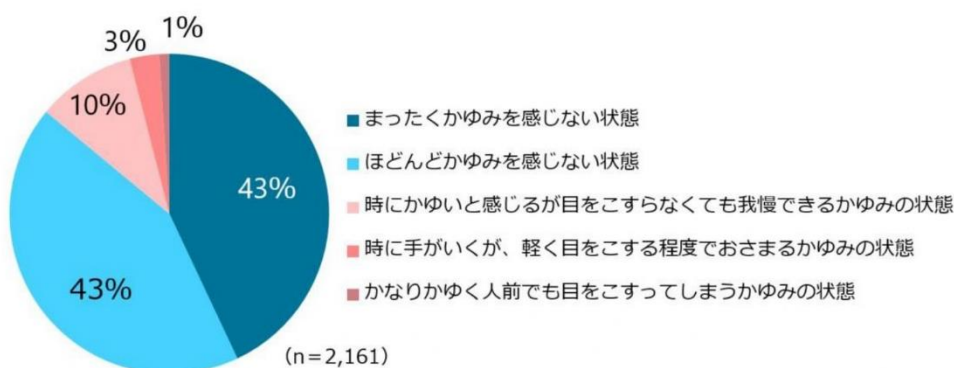 1%
3%
10%
43%
43%
まったくかゆみを感じない状態
ほどんどかゆみを感じない状態
時にかゆいと感じるが目をこすらなくても我慢できるかゆみの状態
時に手がいくが、軽く目をこする程度でおさまるかゆみの状態
かなりかゆく人前でも目をこすってしまうかゆみの状態
（n＝2,161）